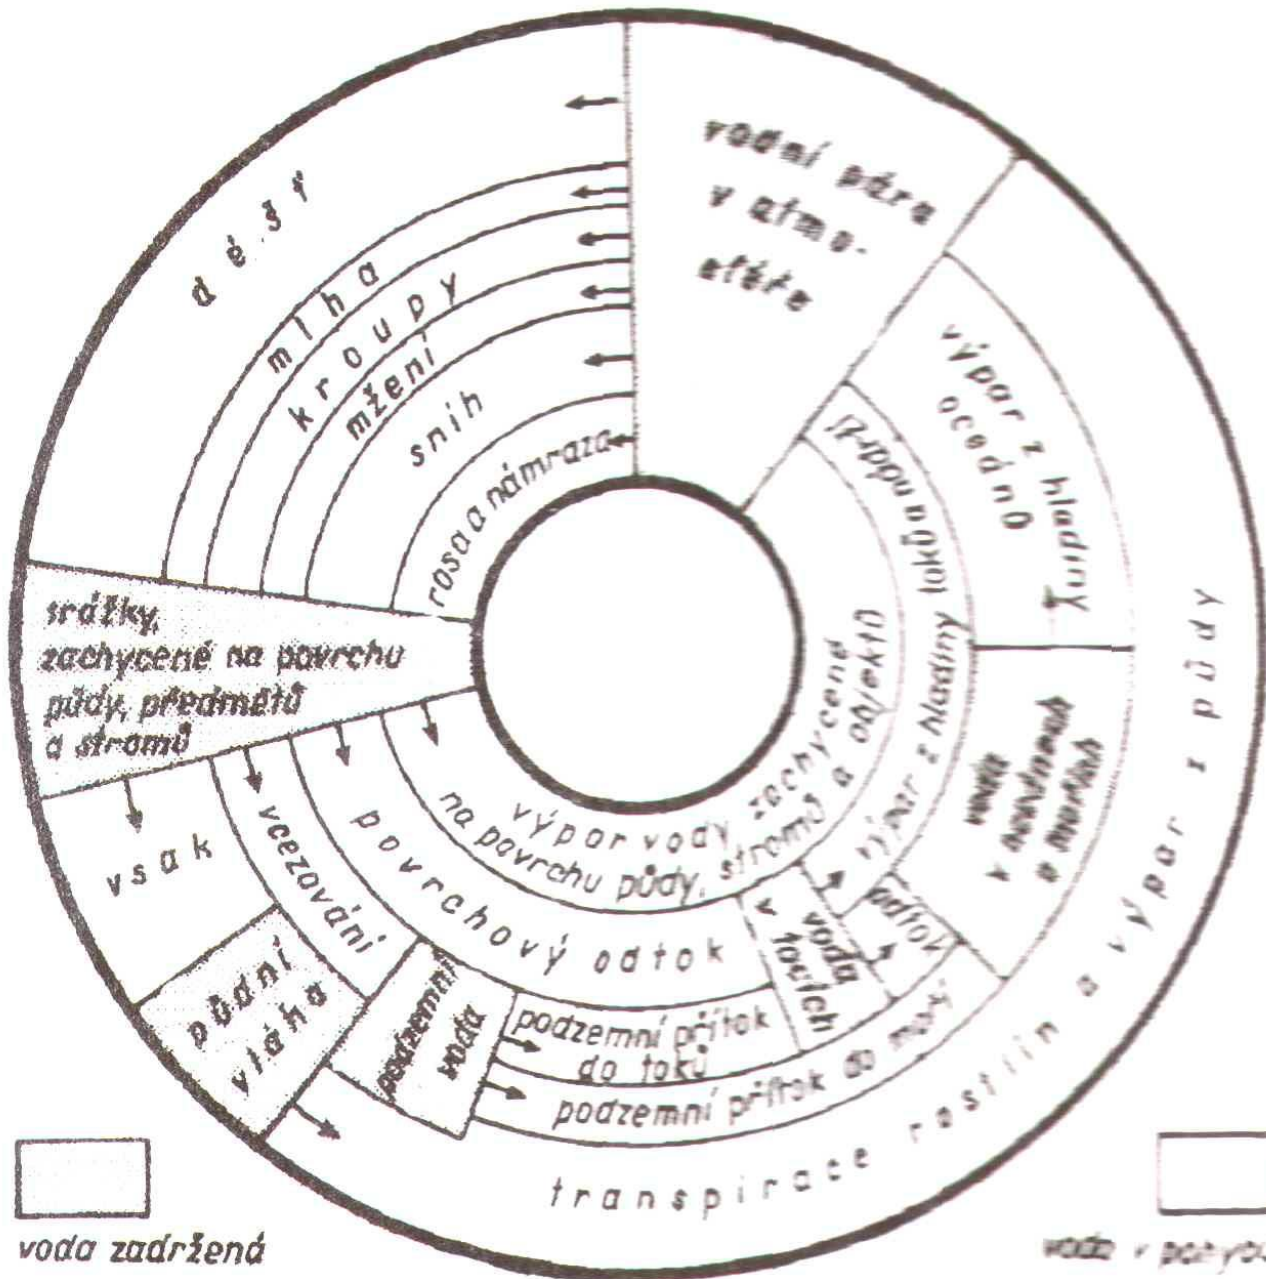 déšť
mlha
kroupy
mžení
sníh
rosa a námraza
vodní pára
v atmo-
sféře
výpar z hladiny
oceánů
výpar z hladiny toků a nádrží
výpar vody zachycené
na povrchu půdy, stromů a objektů
srážky,
zachycené na povrchu
půdy, předmětů
a stromů
vsak
vcezování
povrchový odtok
půdní
vláha
podzemní
voda
podzemní přítok
do toků
podzemní přítok do moří
voda
v tocích
odtok
voda
v oceánech
a mořích
transpirace rostlin a výpar z půdy
voda zadržená
voda v pohybu